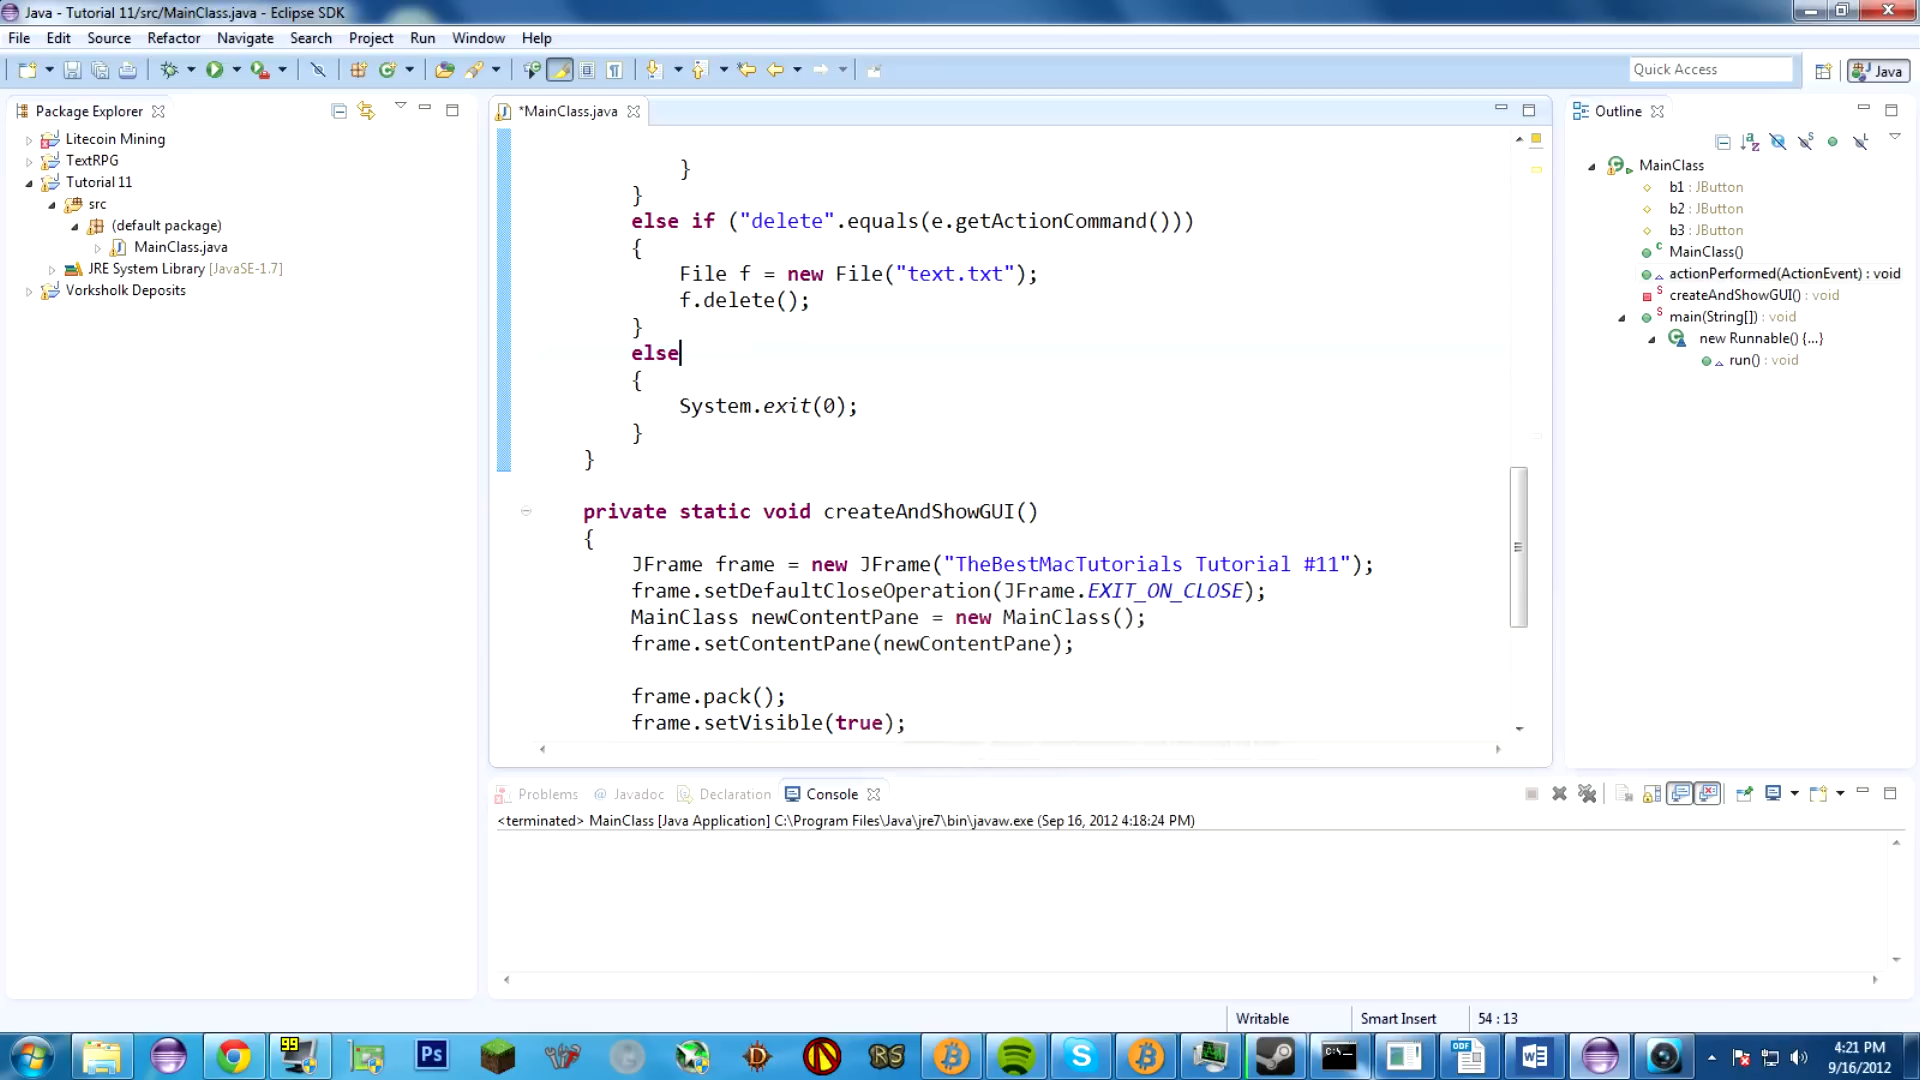 Java - Tutorial 11/src/MainClass.java - Eclipse SDK
File Edit Source Refactor Navigate Search Project Run Window Help
Quick Access
Java
Package Explorer
Litecoin Mining
TextRPG
Tutorial 11
src
(default package)
MainClass.java
JRE System Library [JavaSE-1.7]
Vorksholk Deposits
*MainClass.java
}
}
else if ("delete".equals(e.getActionCommand()))
{
File f = new File("text.txt");
f.delete();
}
else
{
System.exit(0);
}
}
private static void createAndShowGUI()
{
JFrame frame = new JFrame("TheBestMacTutorials Tutorial #11");
frame.setDefaultCloseOperation(JFrame.EXIT_ON_CLOSE);
MainClass newContentPane = new MainClass();
frame.setContentPane(newContentPane);
frame.pack();
frame.setVisible(true);
Outline
MainClass
b1 : JButton
b2 : JButton
b3 : JButton
MainClass()
actionPerformed(ActionEvent) : void
createAndShowGUI() : void
main(String[]) : void
new Runnable() {...}
run() : void
Problems @ Javadoc Declaration Console
<terminated> MainClass [Java Application] C:\Program Files\Java\jre7\bin\javaw.exe (Sep 16, 2012 4:18:24 PM)
Writable Smart Insert 54 : 13
99
Ps
RS
C:\
ODF
W
4:21 PM
9/16/2012